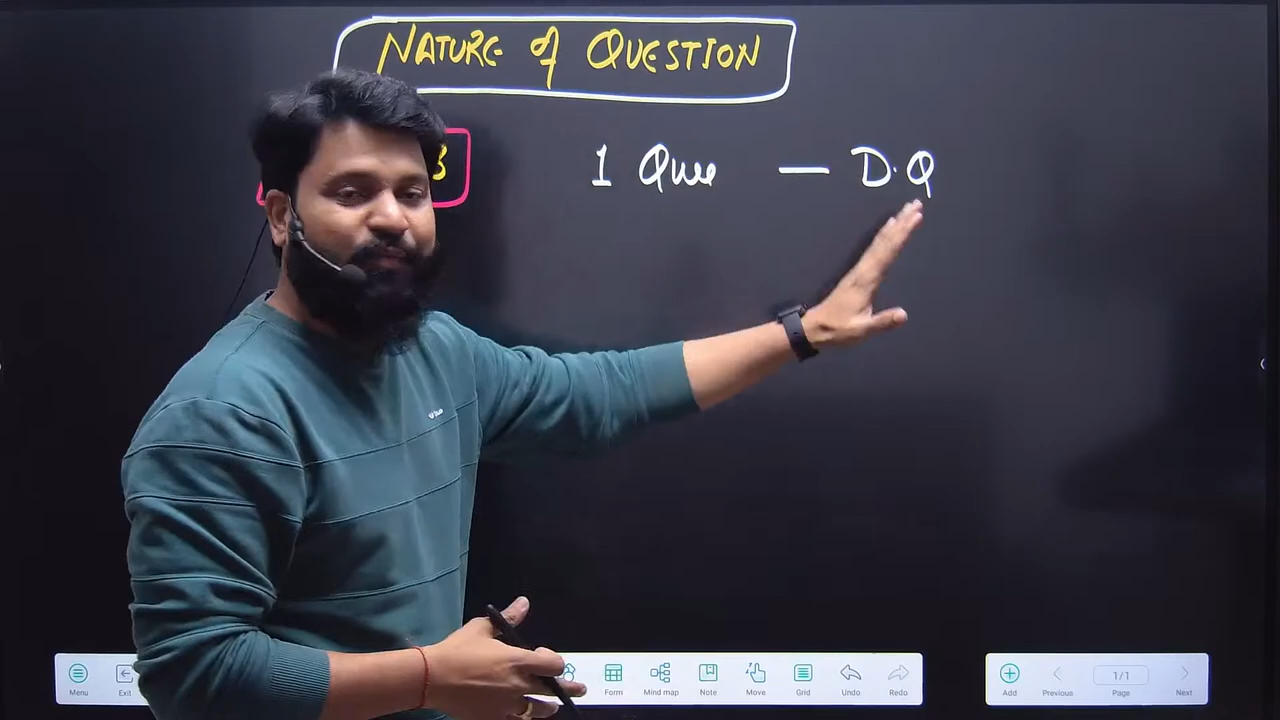 NATURE of QUESTION
3 1 Que — D.Q
Menu Exit Form Mind map Note Move Grid Undo Redo Add Previous 1/1 Page Next